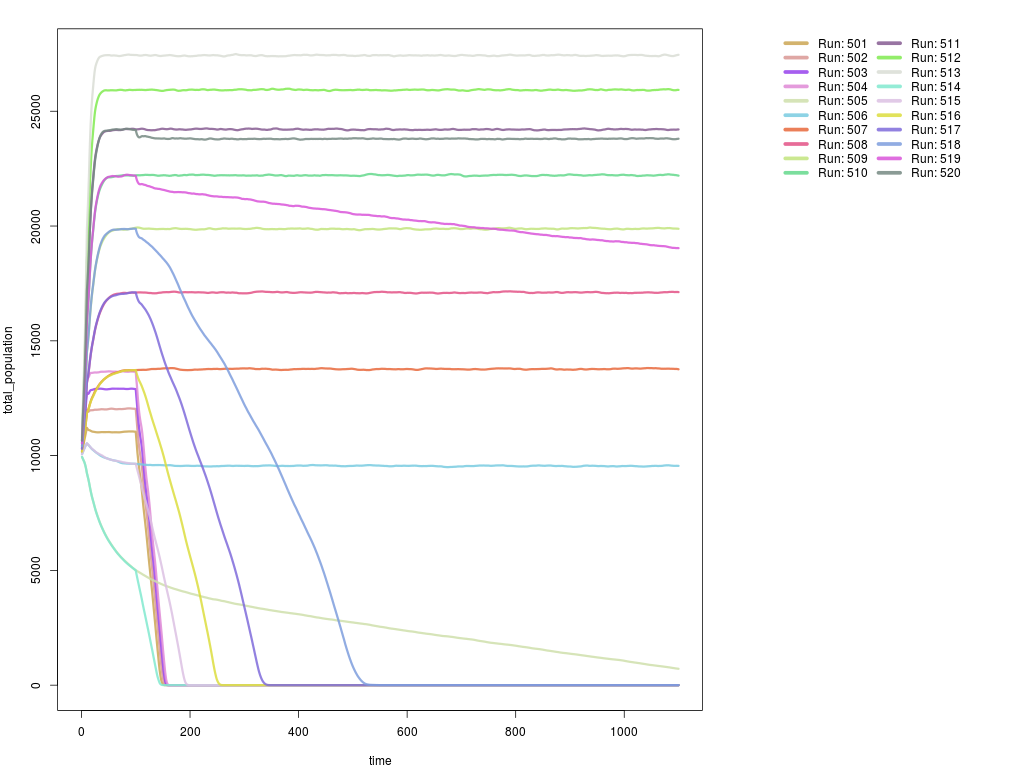 25000
20000
15000
10000
5000
0
total_population
0 200 400 600 800 1000
time
Run: 501 Run: 511
Run: 502 Run: 512
Run: 503 Run: 513
Run: 504 Run: 514
Run: 505 Run: 515
Run: 506 Run: 516
Run: 507 Run: 517
Run: 508 Run: 518
Run: 509 Run: 519
Run: 510 Run: 520